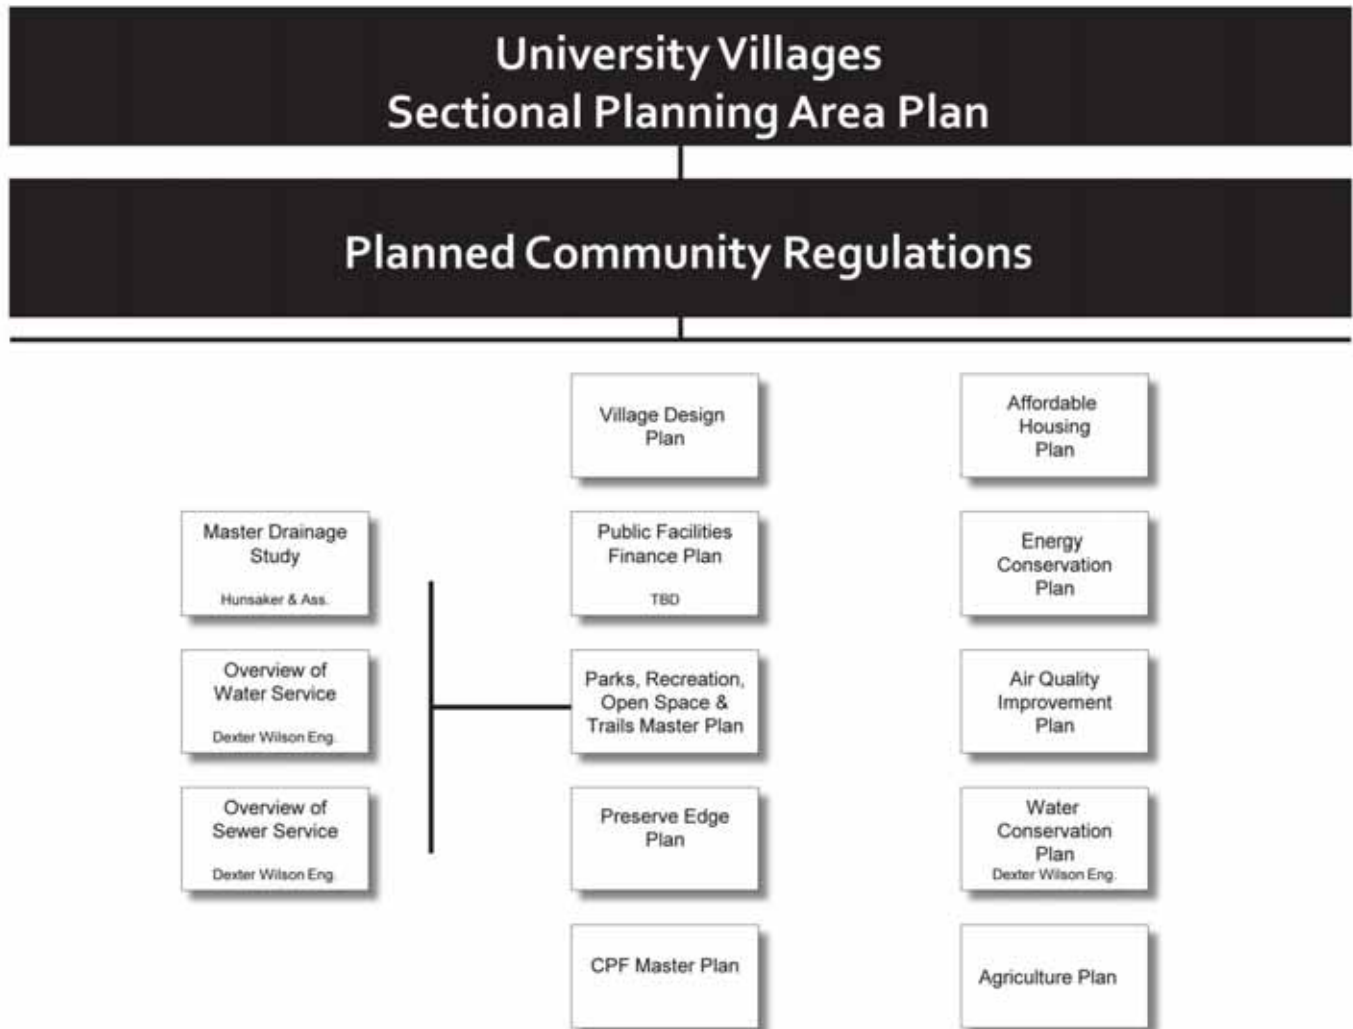 University Villages
Sectional Planning Area Plan
Planned Community Regulations
Village Design
Plan
Affordable
Housing
Plan
Master Drainage
Study
Hunsaker & Ass.
Public Facilities
Finance Plan
TBD
Energy
Conservation
Plan
Overview of
Water Service
Dexter Wilson Eng.
Parks, Recreation,
Open Space &
Trails Master Plan
Air Quality
Improvement
Plan
Overview of
Sewer Service
Dexter Wilson Eng.
Preserve Edge
Plan
Water
Conservation
Plan
Dexter Wilson Eng.
CPF Master Plan
Agriculture Plan